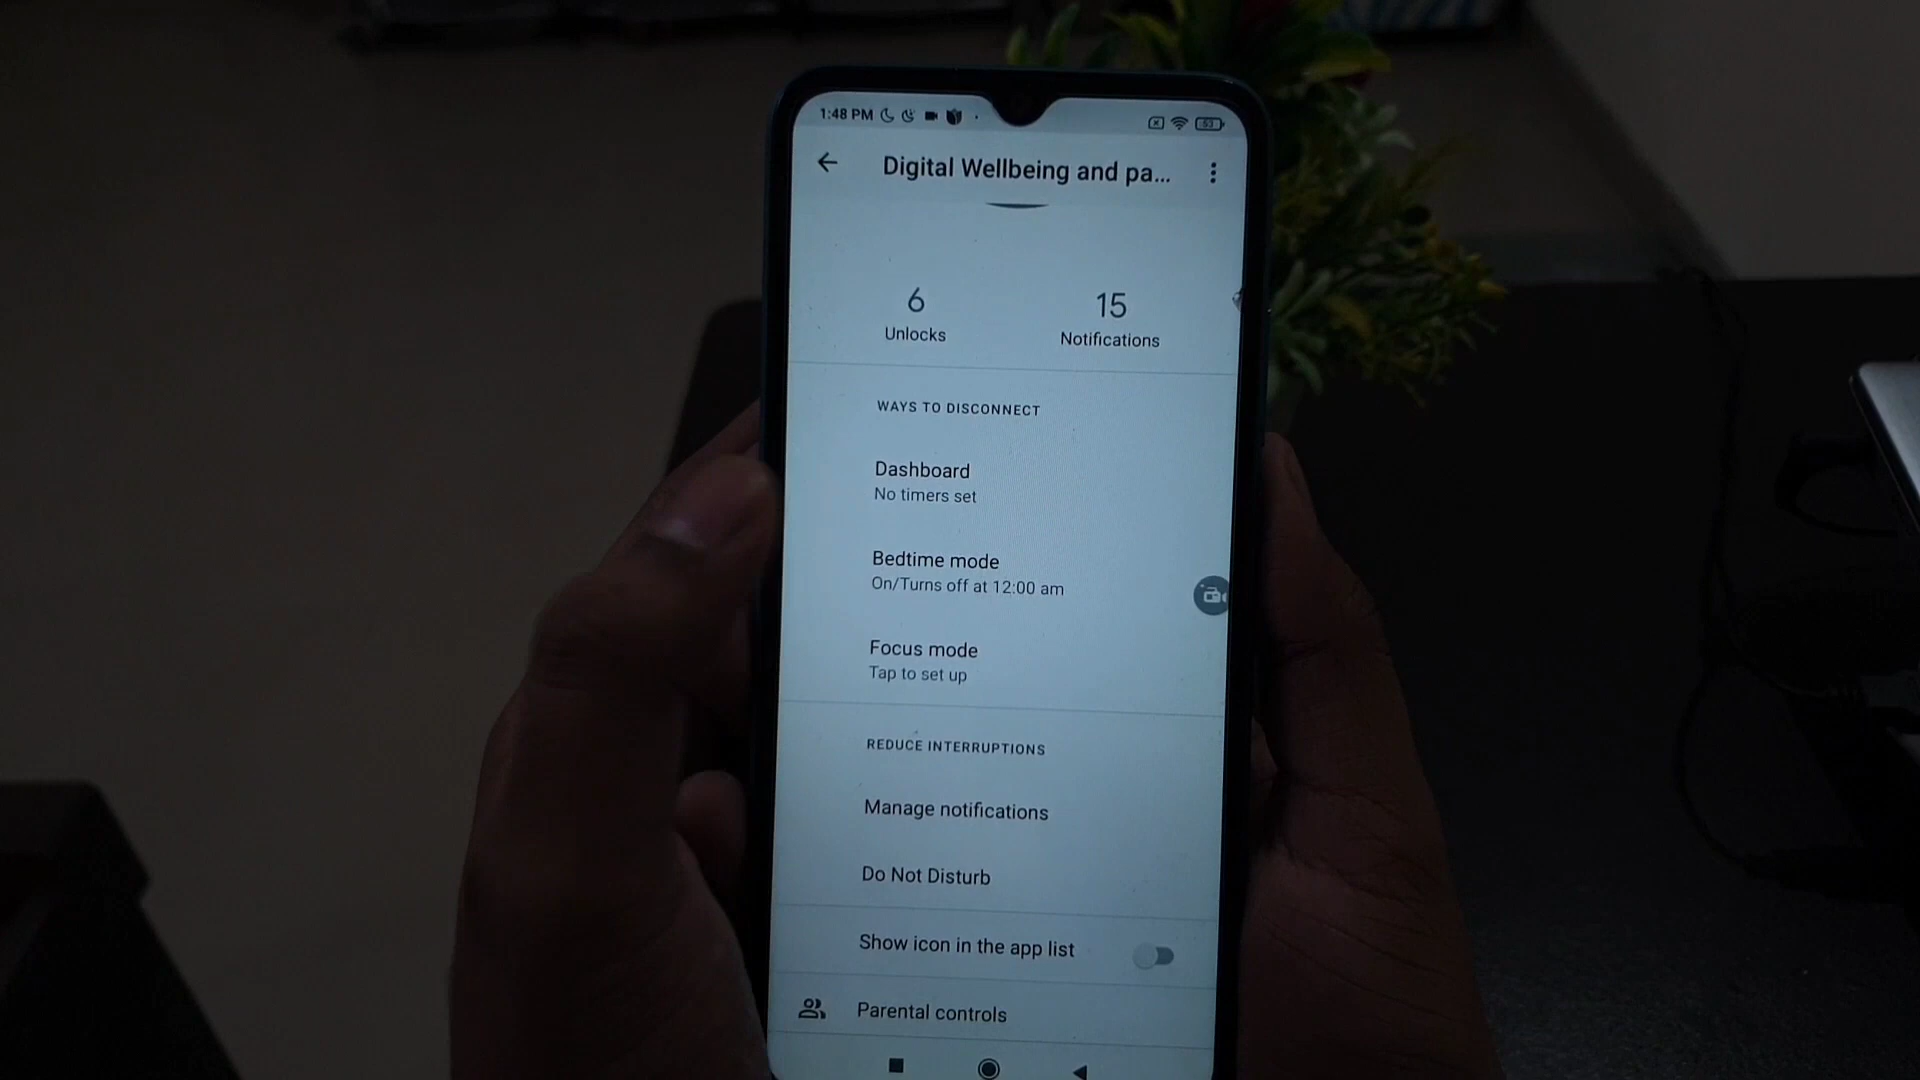 1:48 PM
53
Digital Wellbeing and pa...
6
15
Unlocks
Notifications
WAYS TO DISCONNECT
Dashboard
No timers set
Bedtime mode
On/Turns off at 12:00 am
Focus mode
Tap to set up
REDUCE INTERRUPTIONS
Manage notifications
Do Not Disturb
Show icon in the app list
Parental controls